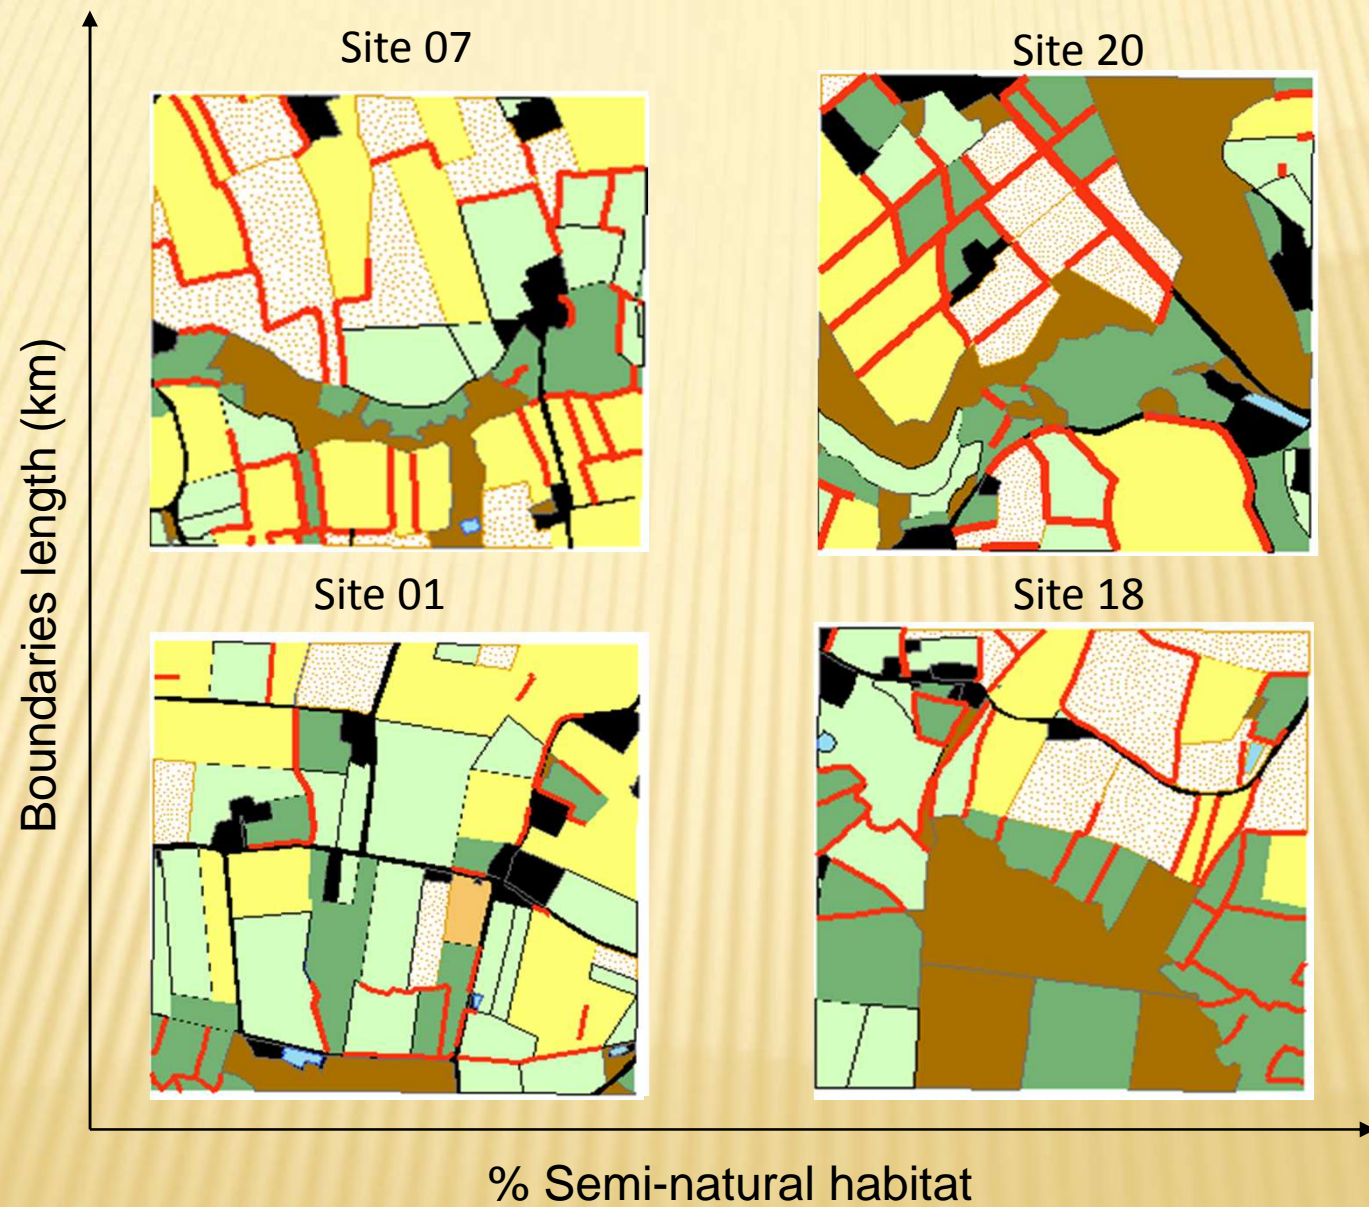 Site 07
Site 20
Boundaries length (km)
Site 01
Site 18
% Semi-natural habitat